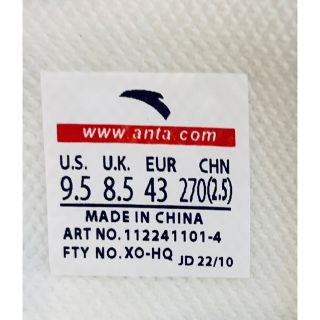 www.anta.com
U.S. U.K. EUR CHN
9.5 8.5 43 270(2.5)
MADE IN CHINA
ART NO.112241101-4
FTY NO.XO-HQ JD 22/10